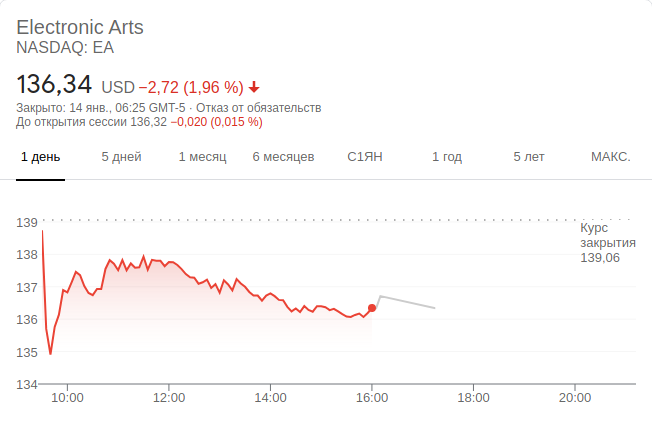 Electronic Arts
NASDAQ: EA
136,34 USD −2,72 (1,96 %)
Закрыто: 14 янв., 06:25 GMT-5 · Отказ от обязательств
До открытия сессии 136,32 −0,020 (0,015 %)
1 день 5 дней 1 месяц 6 месяцев С1ЯН 1 год 5 лет МАКС.
139
Курс
закрытия
139,06
138
137
136
135
134
10:00 12:00 14:00 16:00 18:00 20:00